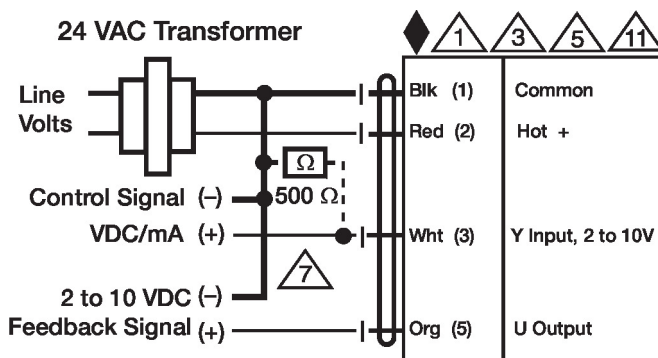 24 VAC Transformer
1 3 5 11
Line
Volts
Blk (1) Common
Red (2) Hot +
Ω
500 Ω
Control Signal (-)
VDC/mA (+)
Wht (3) Y Input, 2 to 10V
7
2 to 10 VDC (-)
Feedback Signal (+)
Org (5) U Output